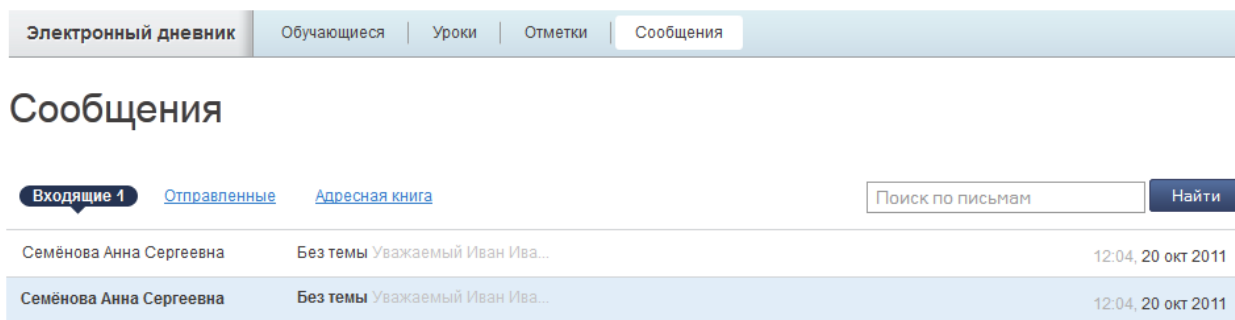 Электронный дневник Обучающиеся Уроки Отметки Сообщения
Сообщения
Входящие 1 Отправленные Адресная книга Поиск по письмам Найти
Семёнова Анна Сергеевна Без темы Уважаемый Иван Ива... 12:04, 20 окт 2011
Семёнова Анна Сергеевна Без темы Уважаемый Иван Ива... 12:04, 20 окт 2011